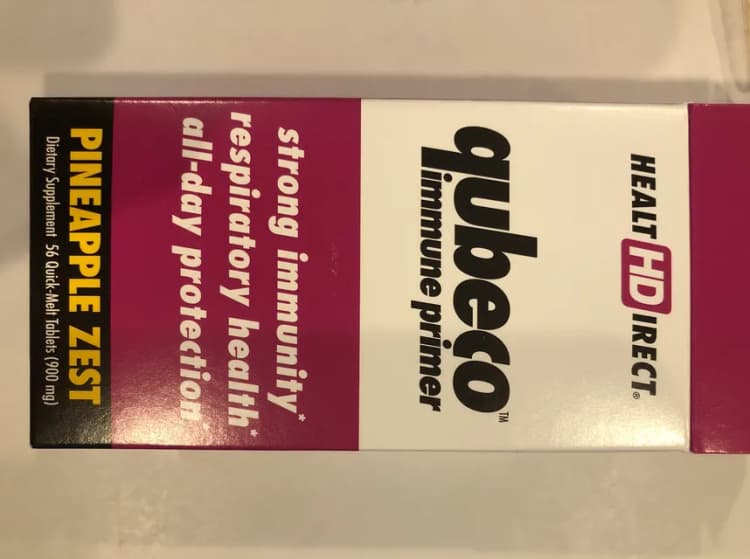 HEALTHDIRECT®
qubeco™
immune primer
strong immunity*
respiratory health*
all-day protection
PINEAPPLE ZEST
Dietary Supplement 56 Quick-Melt Tablets (900 mg)